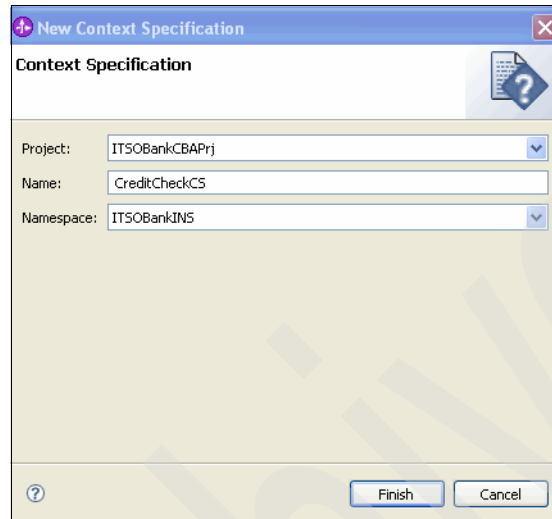 New Context Specification
Context Specification
Project: ITSOBankCBAPrj
Name: CreditCheckCS
Namespace: ITSOBankINS
Finish Cancel